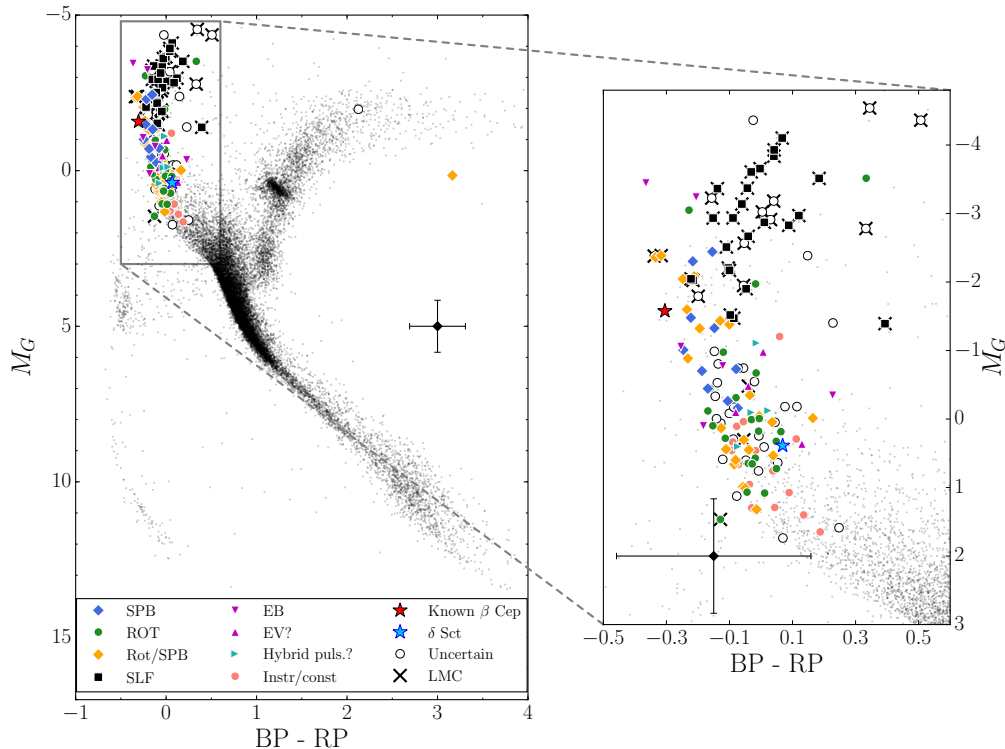 −5
0
5
10
15
M_G
−1
0
1
2
3
4
BP - RP
SPB
ROT
Rot/SPB
SLF
EB
EV?
Hybrid puls.?
Instr/const
Known β Cep
δ Sct
Uncertain
LMC
−4
−3
−2
−1
0
1
2
3
M_G
−0.5
−0.3
−0.1
0.1
0.3
0.5
BP - RP